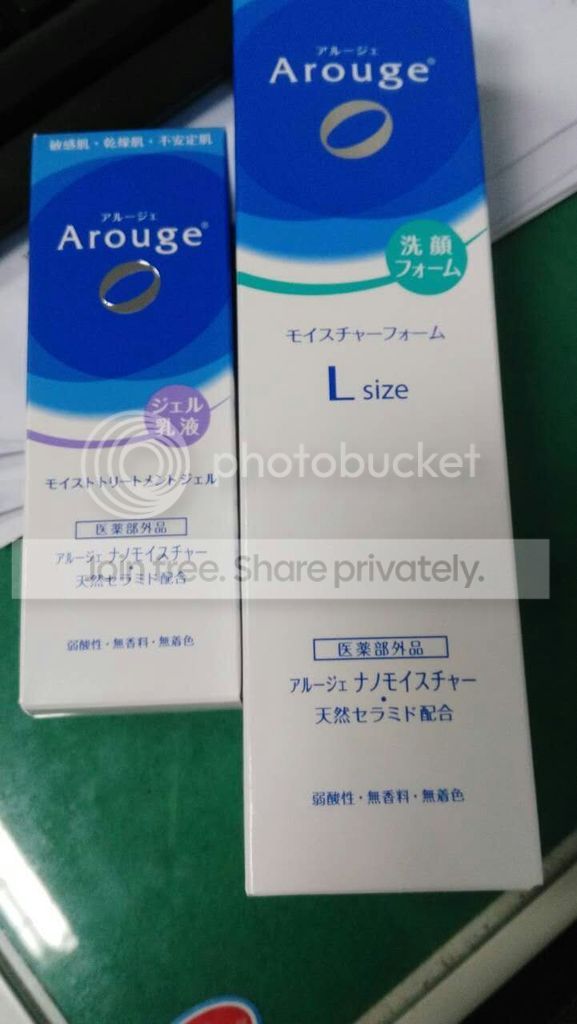 敏感肌・乾燥肌・不安定肌
アルージェ
Arouge®
ジェル
乳液
モイストトリートメントジェル
医薬部外品
アルージェ ナノモイスチャー
・
天然セラミド配合
弱酸性・無香料・無着色
アルージェ
Arouge®
洗顔
フォーム
モイスチャーフォーム
L size
医薬部外品
アルージェ ナノモイスチャー
・
天然セラミド配合
弱酸性・無香料・無着色
photobucket
Join free. Share privately.